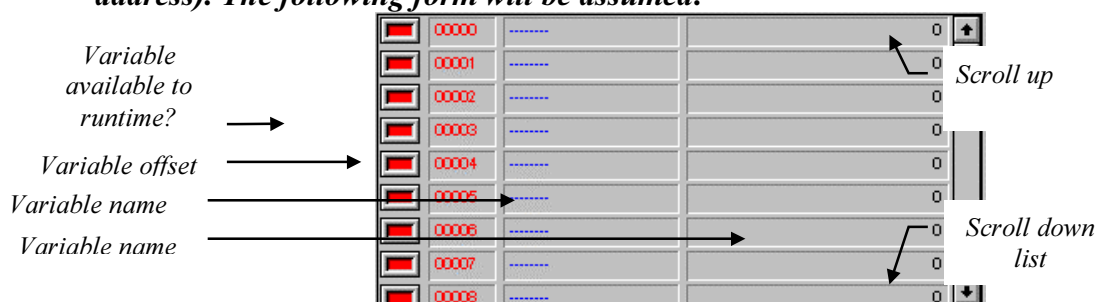 address). The following form will be assumed:
Variable
available to
runtime?
Variable offset
Variable name
Variable name
00000 -------- 0
00001 -------- 0
00002 -------- 0
00003 -------- 0
00004 -------- 0
00005 -------- 0
00006 -------- 0
00007 -------- 0
00008 -------- 0
Scroll up
Scroll down
list